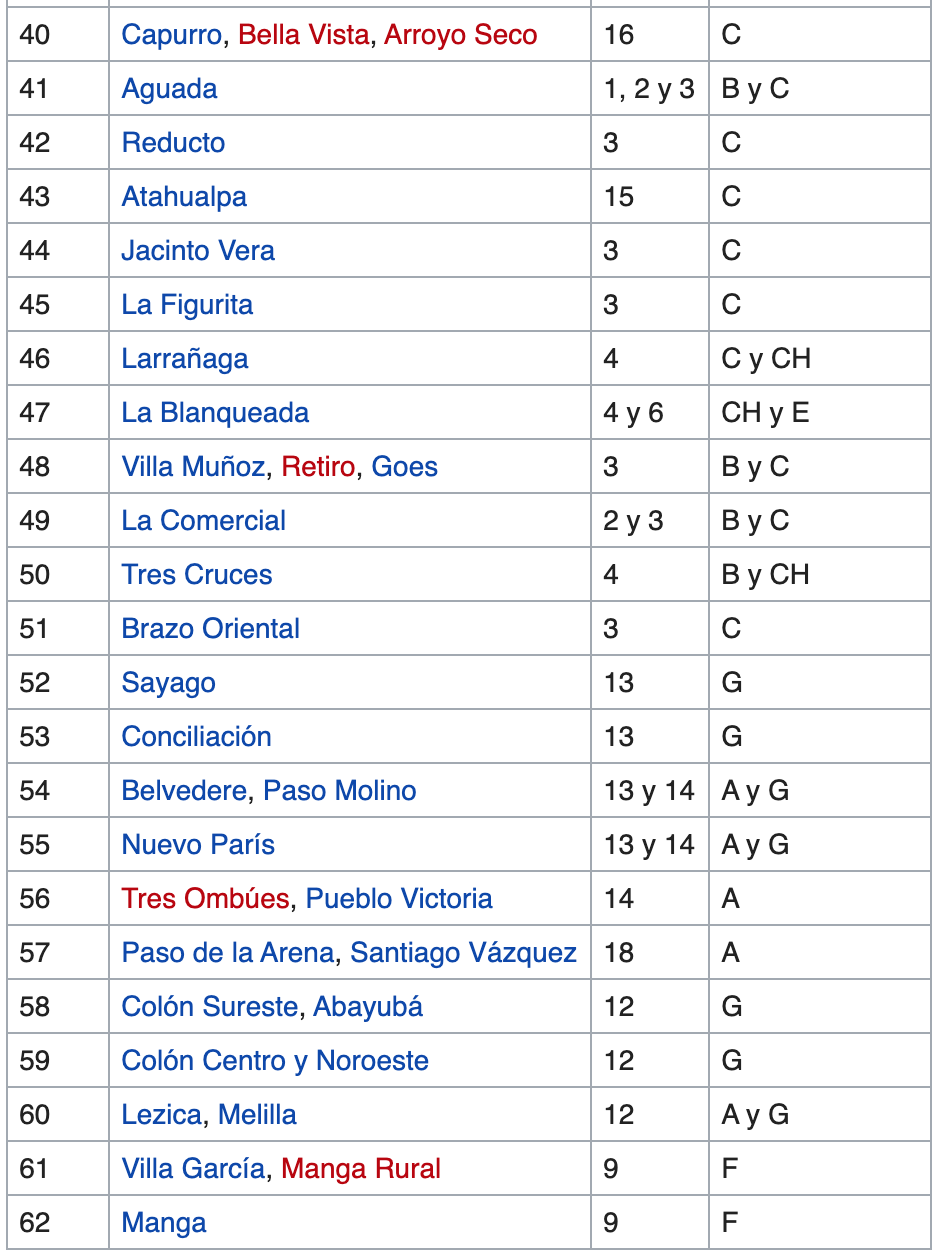 40 Capurro, Bella Vista, Arroyo Seco 16 C
41 Aguada 1, 2 y 3 B y C
42 Reducto 3 C
43 Atahualpa 15 C
44 Jacinto Vera 3 C
45 La Figurita 3 C
46 Larrañaga 4 C y CH
47 La Blanqueada 4 y 6 CH y E
48 Villa Muñoz, Retiro, Goes 3 B y C
49 La Comercial 2 y 3 B y C
50 Tres Cruces 4 B y CH
51 Brazo Oriental 3 C
52 Sayago 13 G
53 Conciliación 13 G
54 Belvedere, Paso Molino 13 y 14 A y G
55 Nuevo París 13 y 14 A y G
56 Tres Ombúes, Pueblo Victoria 14 A
57 Paso de la Arena, Santiago Vázquez 18 A
58 Colón Sureste, Abayubá 12 G
59 Colón Centro y Noroeste 12 G
60 Lezica, Melilla 12 A y G
61 Villa García, Manga Rural 9 F
62 Manga 9 F